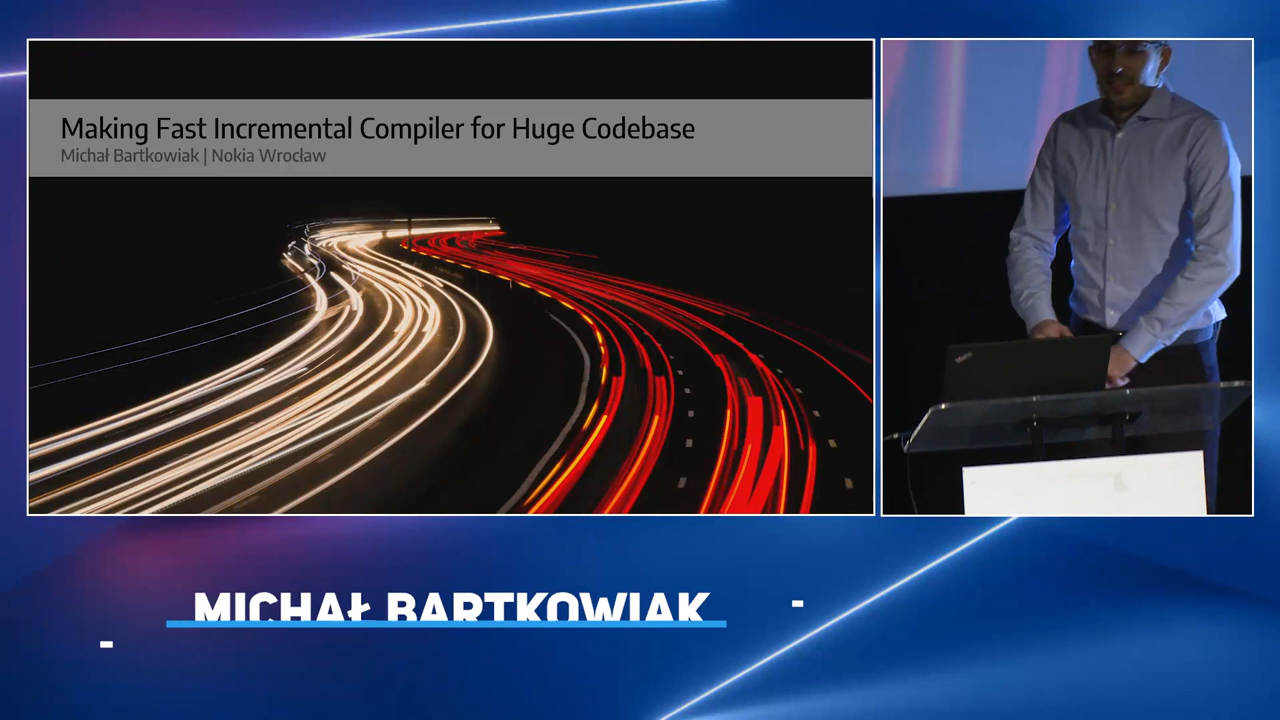 Making Fast Incremental Compiler for Huge Codebase
Michał Bartkowiak | Nokia Wrocław
MICHAŁ BARTKOWIAK